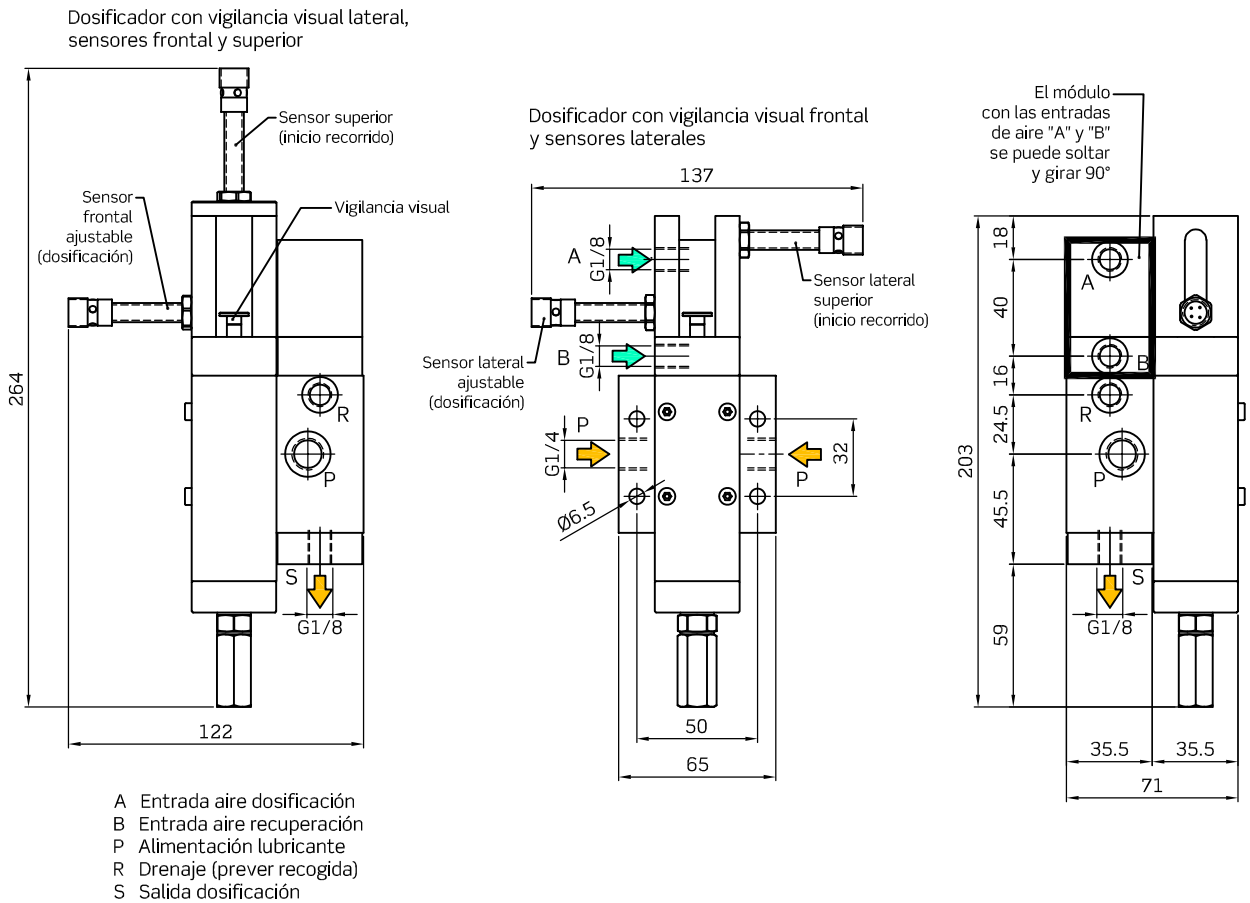 Dosificador con vigilancia visual lateral,
sensores frontal y superior
Sensor superior
(inicio recorrido)
Sensor
frontal
ajustable
(dosificación)
Vigilancia visual
264
R
P
S
G1/8
122
Dosificador con vigilancia visual frontal
y sensores laterales
137
A
G1/8
Sensor lateral
superior
(inicio recorrido)
B
G1/8
Sensor lateral
ajustable
(dosificación)
P
G1/4
P
32
Ø6.5
50
65
El módulo
con las entradas
de aire "A" y "B"
se puede soltar
y girar 90°
18
A
40
B
16
R
24.5
203
P
45.5
S
G1/8
59
35.5
35.5
71
A Entrada aire dosificación
B Entrada aire recuperación
P Alimentación lubricante
R Drenaje (prever recogida)
S Salida dosificación